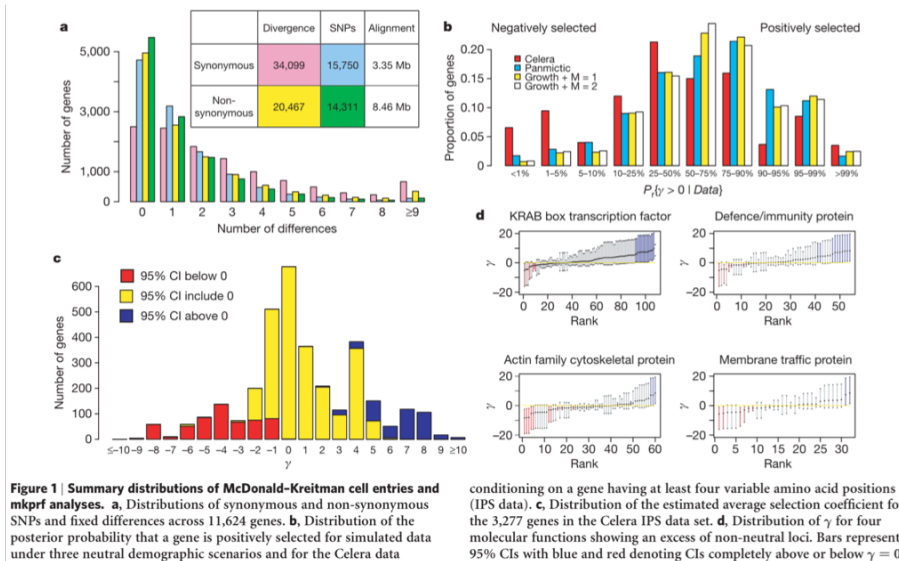 a
Divergence SNPs Alignment
Synonymous 34,099 15,750 3.35 Mb
Non-synonymous 20,467 14,311 8.46 Mb
Number of genes
5,000
3,000
1,000
0
0 1 2 3 4 5 6 7 8 ≥9
Number of differences
b
Negatively selected Positively selected
Celera
Panmictic
Growth + M = 1
Growth + M = 2
Proportion of genes
0.20
0.15
0.10
0.05
0
<1% 1–5% 5–10% 10–25% 25–50% 50–75% 75–90% 90–95% 95–99% >99%
Pr{γ > 0 | Data}
c
95% CI below 0
95% CI include 0
95% CI above 0
Number of genes
600
500
400
300
200
100
0
≤−10 −9 −8 −7 −6 −5 −4 −3 −2 −1 0 1 2 3 4 5 6 7 8 9 ≥10
γ
d
KRAB box transcription factor
γ
20
0
−20
0 20 40 60 80 100
Rank
Defence/immunity protein
γ
20
0
−20
0 10 20 30 40 50
Rank
Actin family cytoskeletal protein
γ
20
0
−20
0 10 20 30 40 50 60
Rank
Membrane traffic protein
γ
20
0
−20
0 5 10 15 20 25 30
Rank
Figure 1 | Summary distributions of McDonald–Kreitman cell entries and
mkprf analyses. a, Distributions of synonymous and non-synonymous
SNPs and fixed differences across 11,624 genes. b, Distribution of the
posterior probability that a gene is positively selected for simulated data
under three neutral demographic scenarios and for the Celera data
conditioning on a gene having at least four variable amino acid positions
(IPS data). c, Distribution of the estimated average selection coefficient fo
the 3,277 genes in the Celera IPS data set. d, Distribution of γ for four
molecular functions showing an excess of non-neutral loci. Bars represent
95% CIs with blue and red denoting CIs completely above or below γ = 0